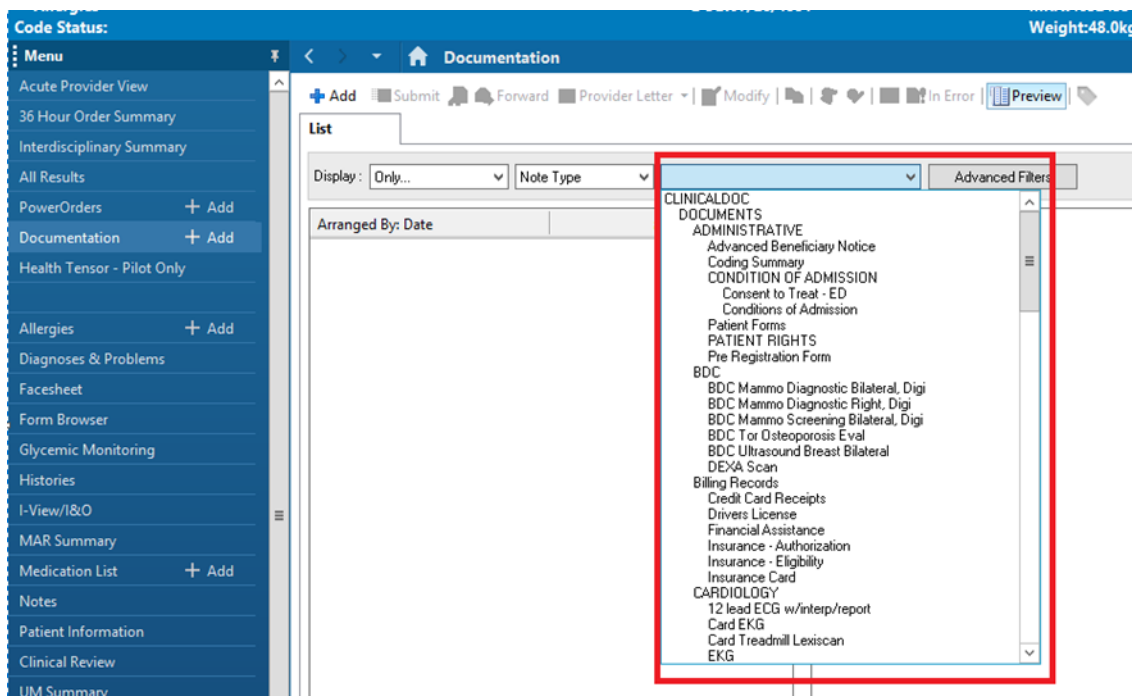 Code Status:
Weight:48.0kg
Menu
Documentation
Acute Provider View
36 Hour Order Summary
Interdisciplinary Summary
All Results
PowerOrders + Add
Documentation + Add
Health Tensor - Pilot Only
Allergies + Add
Diagnoses & Problems
Facesheet
Form Browser
Glycemic Monitoring
Histories
I-View/I&O
MAR Summary
Medication List + Add
Notes
Patient Information
Clinical Review
UM Summary
Add Submit Forward Provider Letter Modify In Error Preview
List
Display : Only... Note Type Advanced Filters
Arranged By: Date
CLINICALDOC
DOCUMENTS
ADMINISTRATIVE
Advanced Beneficiary Notice
Coding Summary
CONDITION OF ADMISSION
Consent to Treat - ED
Conditions of Admission
Patient Forms
PATIENT RIGHTS
Pre Registration Form
BDC
BDC Mammo Diagnostic Bilateral, Digi
BDC Mammo Diagnostic Right, Digi
BDC Mammo Screening Bilateral, Digi
BDC Tor Osteoporosis Eval
BDC Ultrasound Breast Bilateral
DEXA Scan
Billing Records
Credit Card Receipts
Drivers License
Financial Assistance
Insurance - Authorization
Insurance - Eligibility
Insurance Card
CARDIOLOGY
12 lead ECG w/interp/report
Card EKG
Card Treadmill Lexiscan
EKG